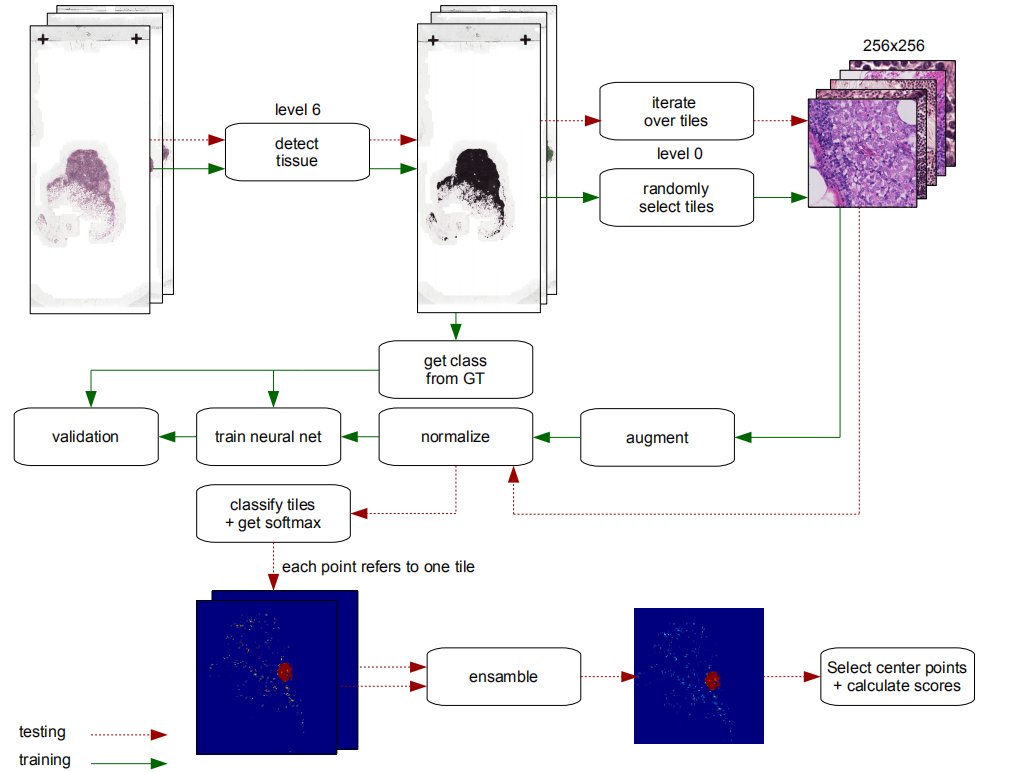 256x256
level 6
detect
tissue
iterate
over tiles
level 0
randomly
select tiles
get class
from GT
validation
train neural net
normalize
augment
classify tiles
+ get softmax
each point refers to one tile
ensamble
Select center points
+ calculate scores
testing
training